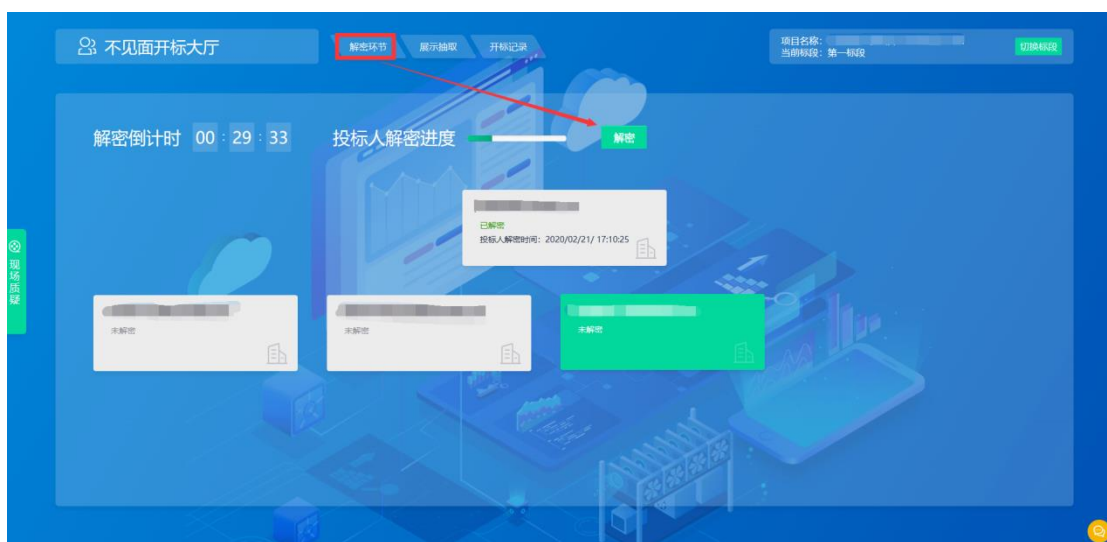 不见面开标大厅
解密环节
展示抽取
开标记录
项目名称：
当前标段：第一标段
切换标段
解密倒计时 00 : 29 : 33
投标人解密进度
解密
已解密
投标人解密时间：2020/02/21/ 17:10:25
现场质疑
未解密
未解密
未解密